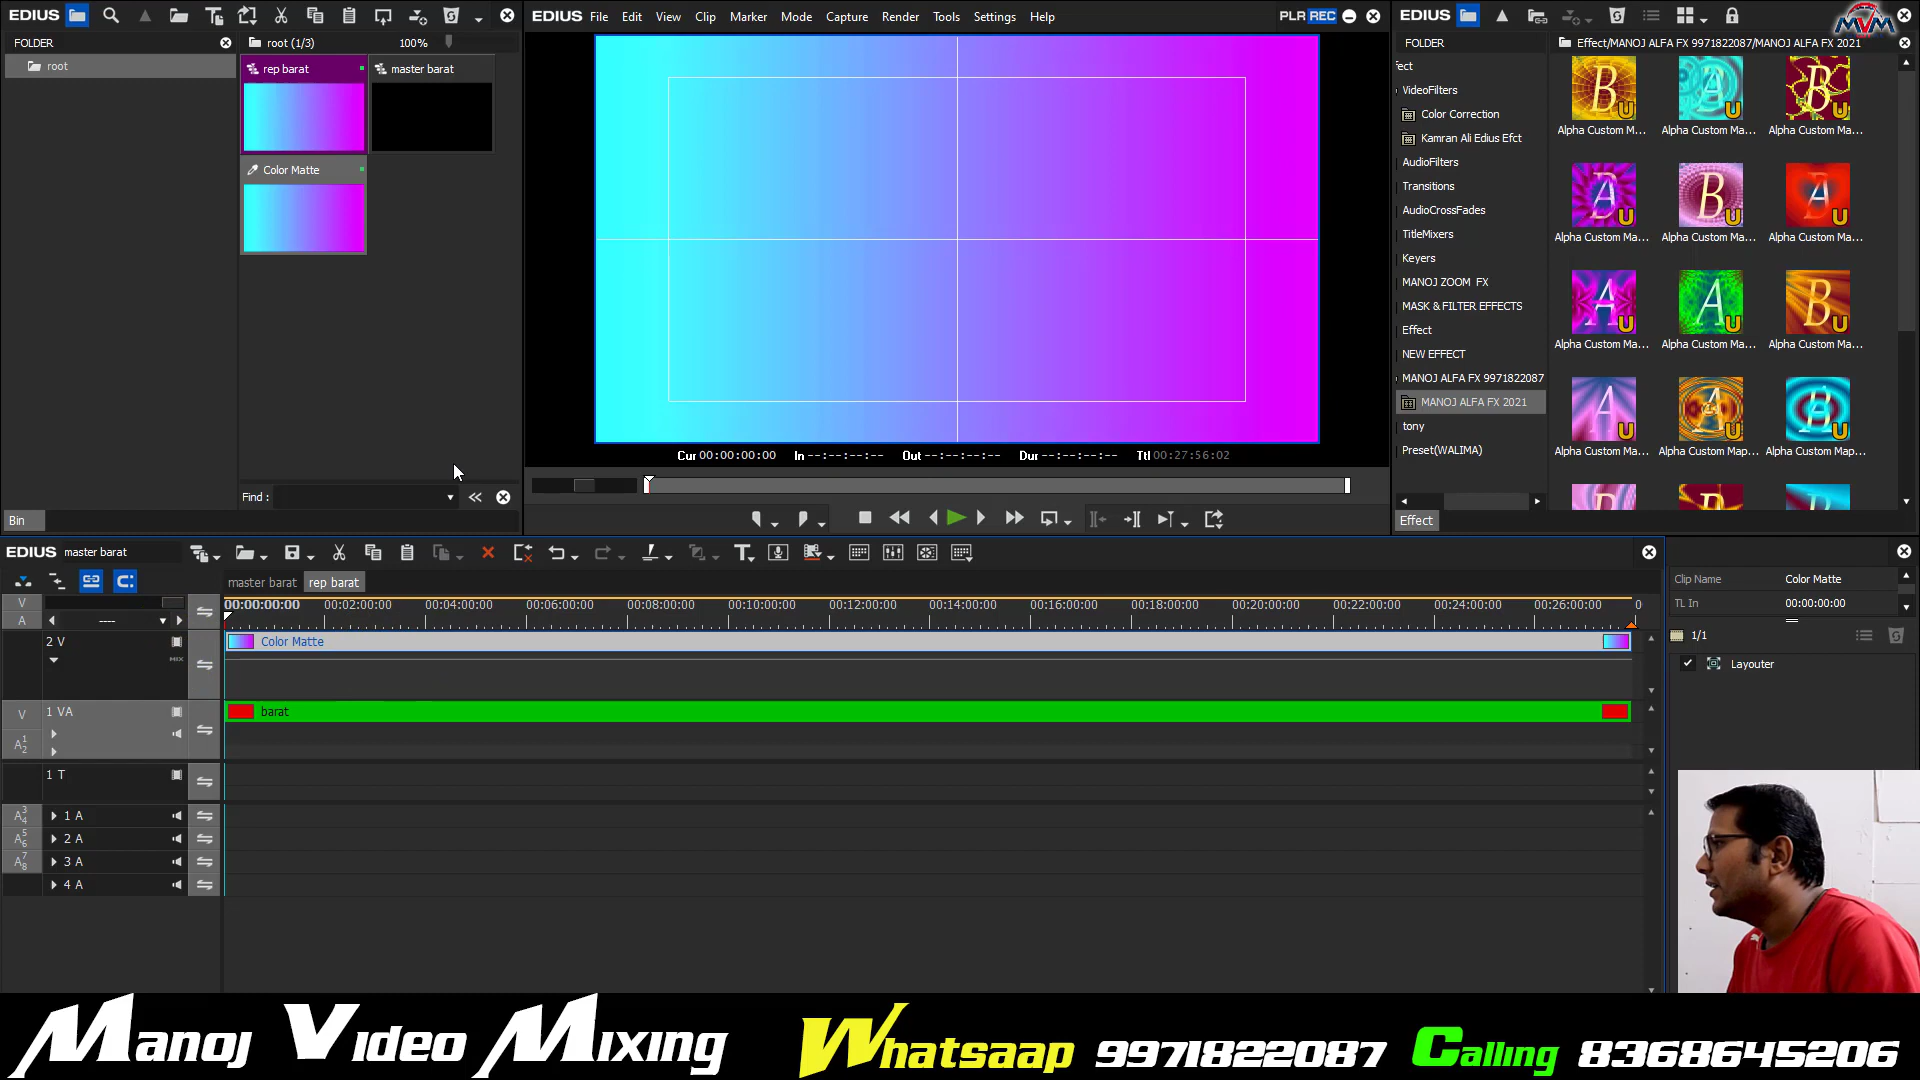 EDIUS
FOLDER
root
root (1/3)
100%
rep barat
master barat
Color Matte
Find :
Bin
EDIUS File Edit View Clip Marker Mode Capture Render Tools Settings Help
PLR REC
Cur 00:00:00:00 In --:--:--:-- Out --:--:--:-- Dur --:--:--:-- Ttl 00:27:56:02
EDIUS
MVM
FOLDER
Effect/MANOJ ALFA FX 9971822087/MANOJ ALFA FX 2021
VideoFilters
Color Correction
Kamran Ali Edius Efct
AudioFilters
Transitions
AudioCrossFades
TitleMixers
Keyers
MANOJ ZOOM FX
MASK & FILTER EFFECTS
Effect
NEW EFFECT
MANOJ ALFA FX 9971822087
MANOJ ALFA FX 2021
tony
Preset(WALIMA)
Effect
B U A U B U
Alpha Custom M... Alpha Custom Ma... Alpha Custom Ma...
A U B U A U
Alpha Custom Ma... Alpha Custom Ma... Alpha Custom Ma...
A U A U B U
Alpha Custom Ma... Alpha Custom Ma... Alpha Custom Ma...
A U A U B U
Alpha Custom Ma... Alpha Custom Map... Alpha Custom Map...
EDIUS master barat
master barat rep barat
00:00:00:00 00:02:00:00 00:04:00:00 00:06:00:00 00:08:00:00 00:10:00:00 00:12:00:00 00:14:00:00 00:16:00:00 00:18:00:00 00:20:00:00 00:22:00:00 00:24:00:00 00:26:00:00 0
V
A ----
2 V
MIX
Color Matte
V 1 VA
A1 2
barat
1 T
A3 4 1 A
A5 6 2 A
A7 8 3 A
4 A
Clip Name Color Matte
TL In 00:00:00:00
1/1
Layouter
Manoj Video Mixing Whatsaap 9971822087 Calling 8368645206